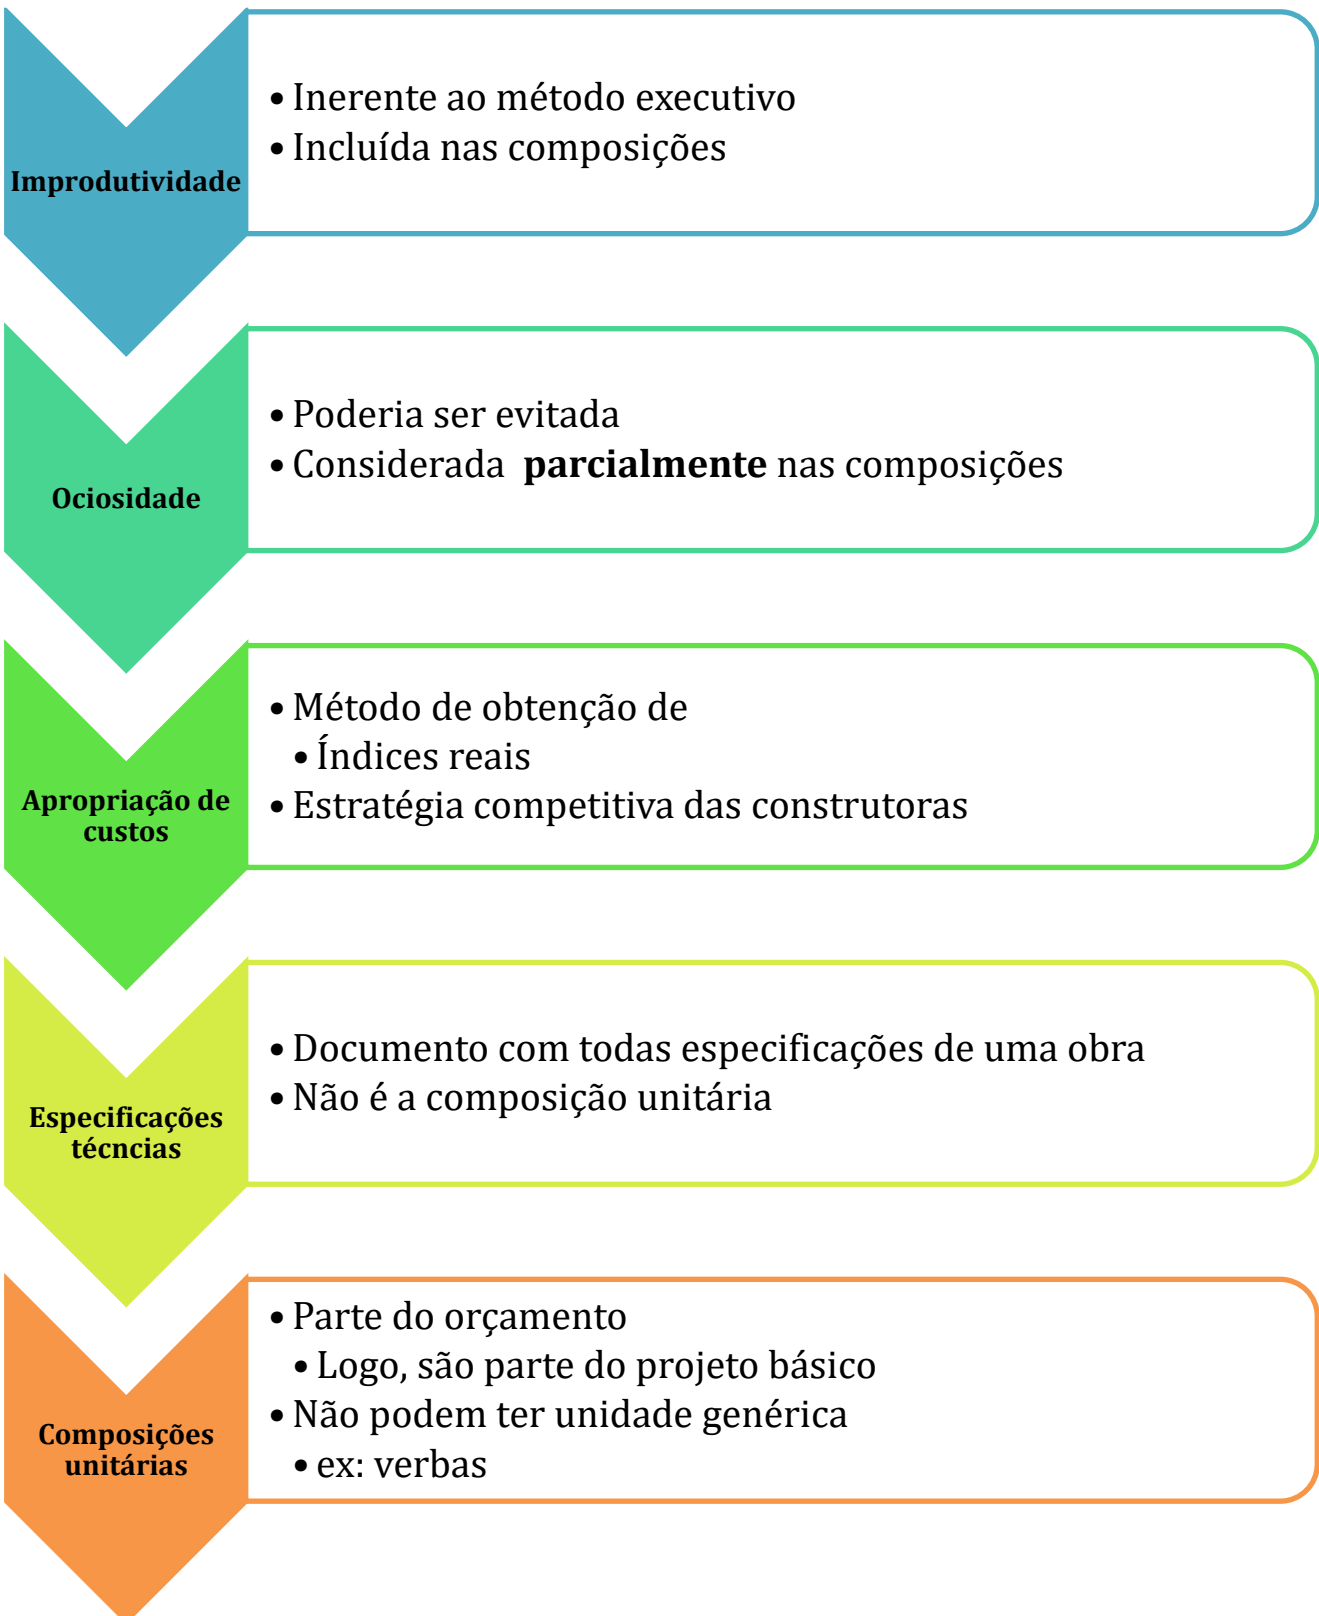 Improdutividade
• Inerente ao método executivo
• Incluída nas composições
Ociosidade
• Poderia ser evitada
• Considerada parcialmente nas composições
Apropriação de
custos
• Método de obtenção de
• Índices reais
• Estratégia competitiva das construtoras
Especificações
técncias
• Documento com todas especificações de uma obra
• Não é a composição unitária
Composições
unitárias
• Parte do orçamento
• Logo, são parte do projeto básico
• Não podem ter unidade genérica
• ex: verbas